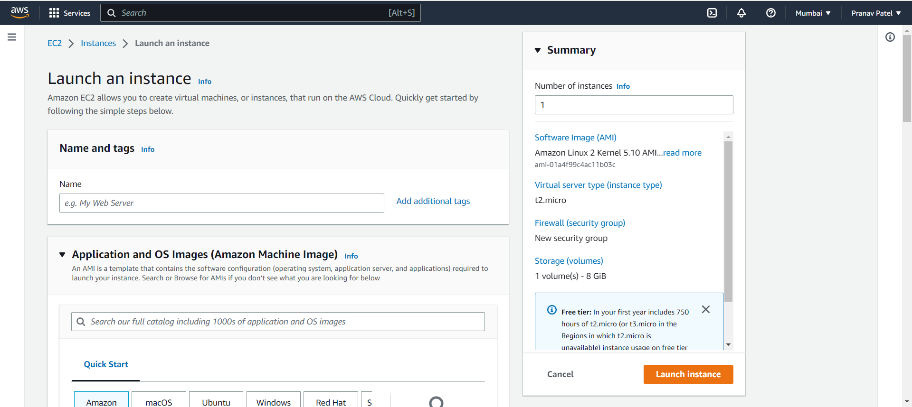 aws
Services
Search
[Alt+S]
Mumbai
Pranav Patel
EC2 > Instances > Launch an instance
Launch an instance Info
Amazon EC2 allows you to create virtual machines, or instances, that run on the AWS Cloud. Quickly get started by
following the simple steps below.
Name and tags Info
Name
e.g. My Web Server
Add additional tags
Application and OS Images (Amazon Machine Image) Info
An AMI is a template that contains the software configuration (operating system, application server, and applications) required to
launch your instance. Search or Browse for AMIs if you don't see what you are looking for below
Search our full catalog including 1000s of application and OS images
Quick Start
Amazon
macOS
Ubuntu
Windows
Red Hat
S
Summary
Number of instances Info
1
Software Image (AMI)
Amazon Linux 2 Kernel 5.10 AMI...read more
ami-01a4f99c4ac11b03c
Virtual server type (instance type)
t2.micro
Firewall (security group)
New security group
Storage (volumes)
1 volume(s) - 8 GiB
Free tier: In your first year includes 750
hours of t2.micro (or t3.micro in the
Regions in which t2.micro is
unavailable) instance usage on free tier
Cancel
Launch instance